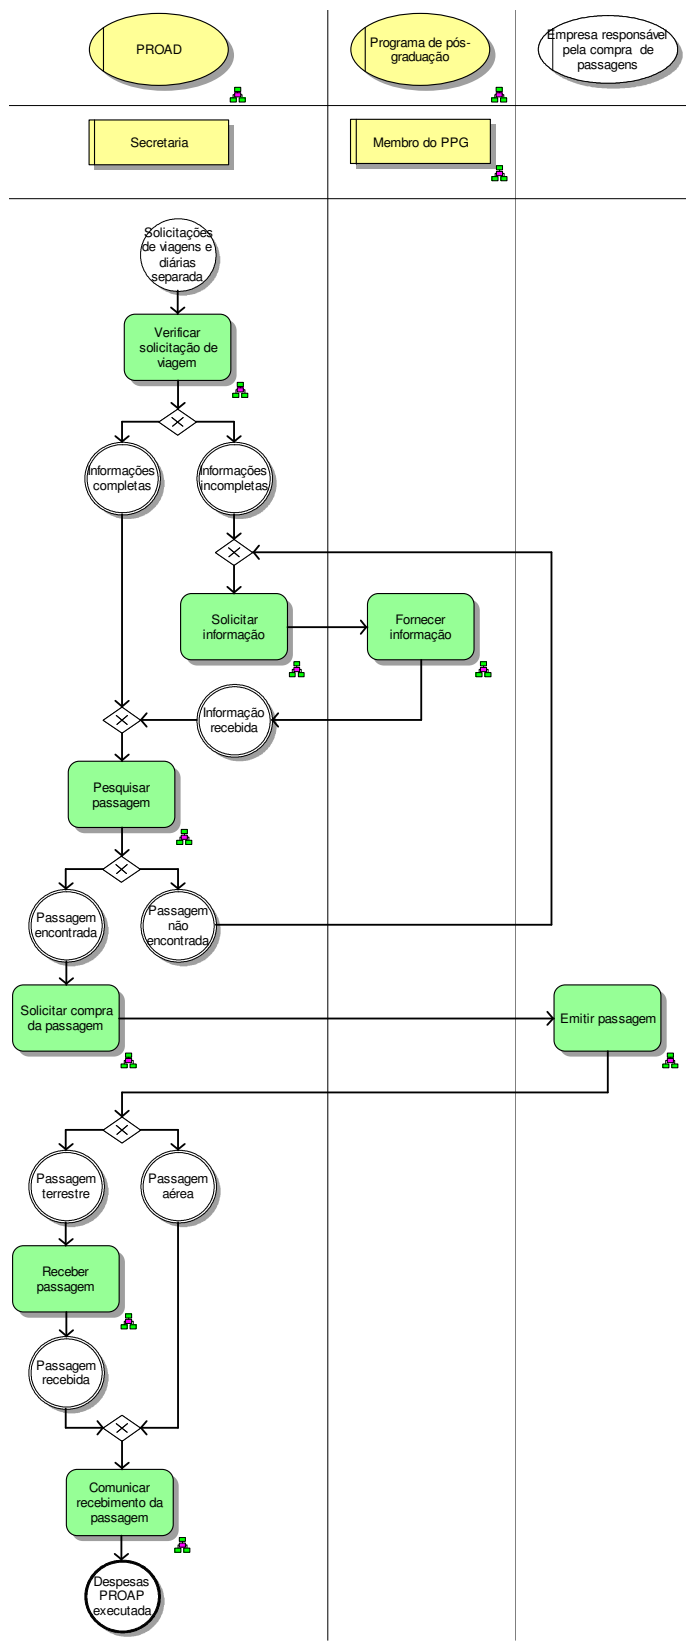 PROAD
Programa de pós-
graduação
Empresa responsável
pela compra de
passagens
Secretaria
Membro do PPG
Solicitações
de viagens e
diárias
separada
Verificar
solicitação de
viagem
Informações
completas
Informações
incompletas
Solicitar
informação
Fornecer
informação
Informação
recebida
Pesquisar
passagem
Passagem
encontrada
Passagem
não
encontrada
Solicitar compra
da passagem
Emitir passagem
Passagem
terrestre
Passagem
aérea
Receber
passagem
Passagem
recebida
Comunicar
recebimento da
passagem
Despesas
PROAP
executada